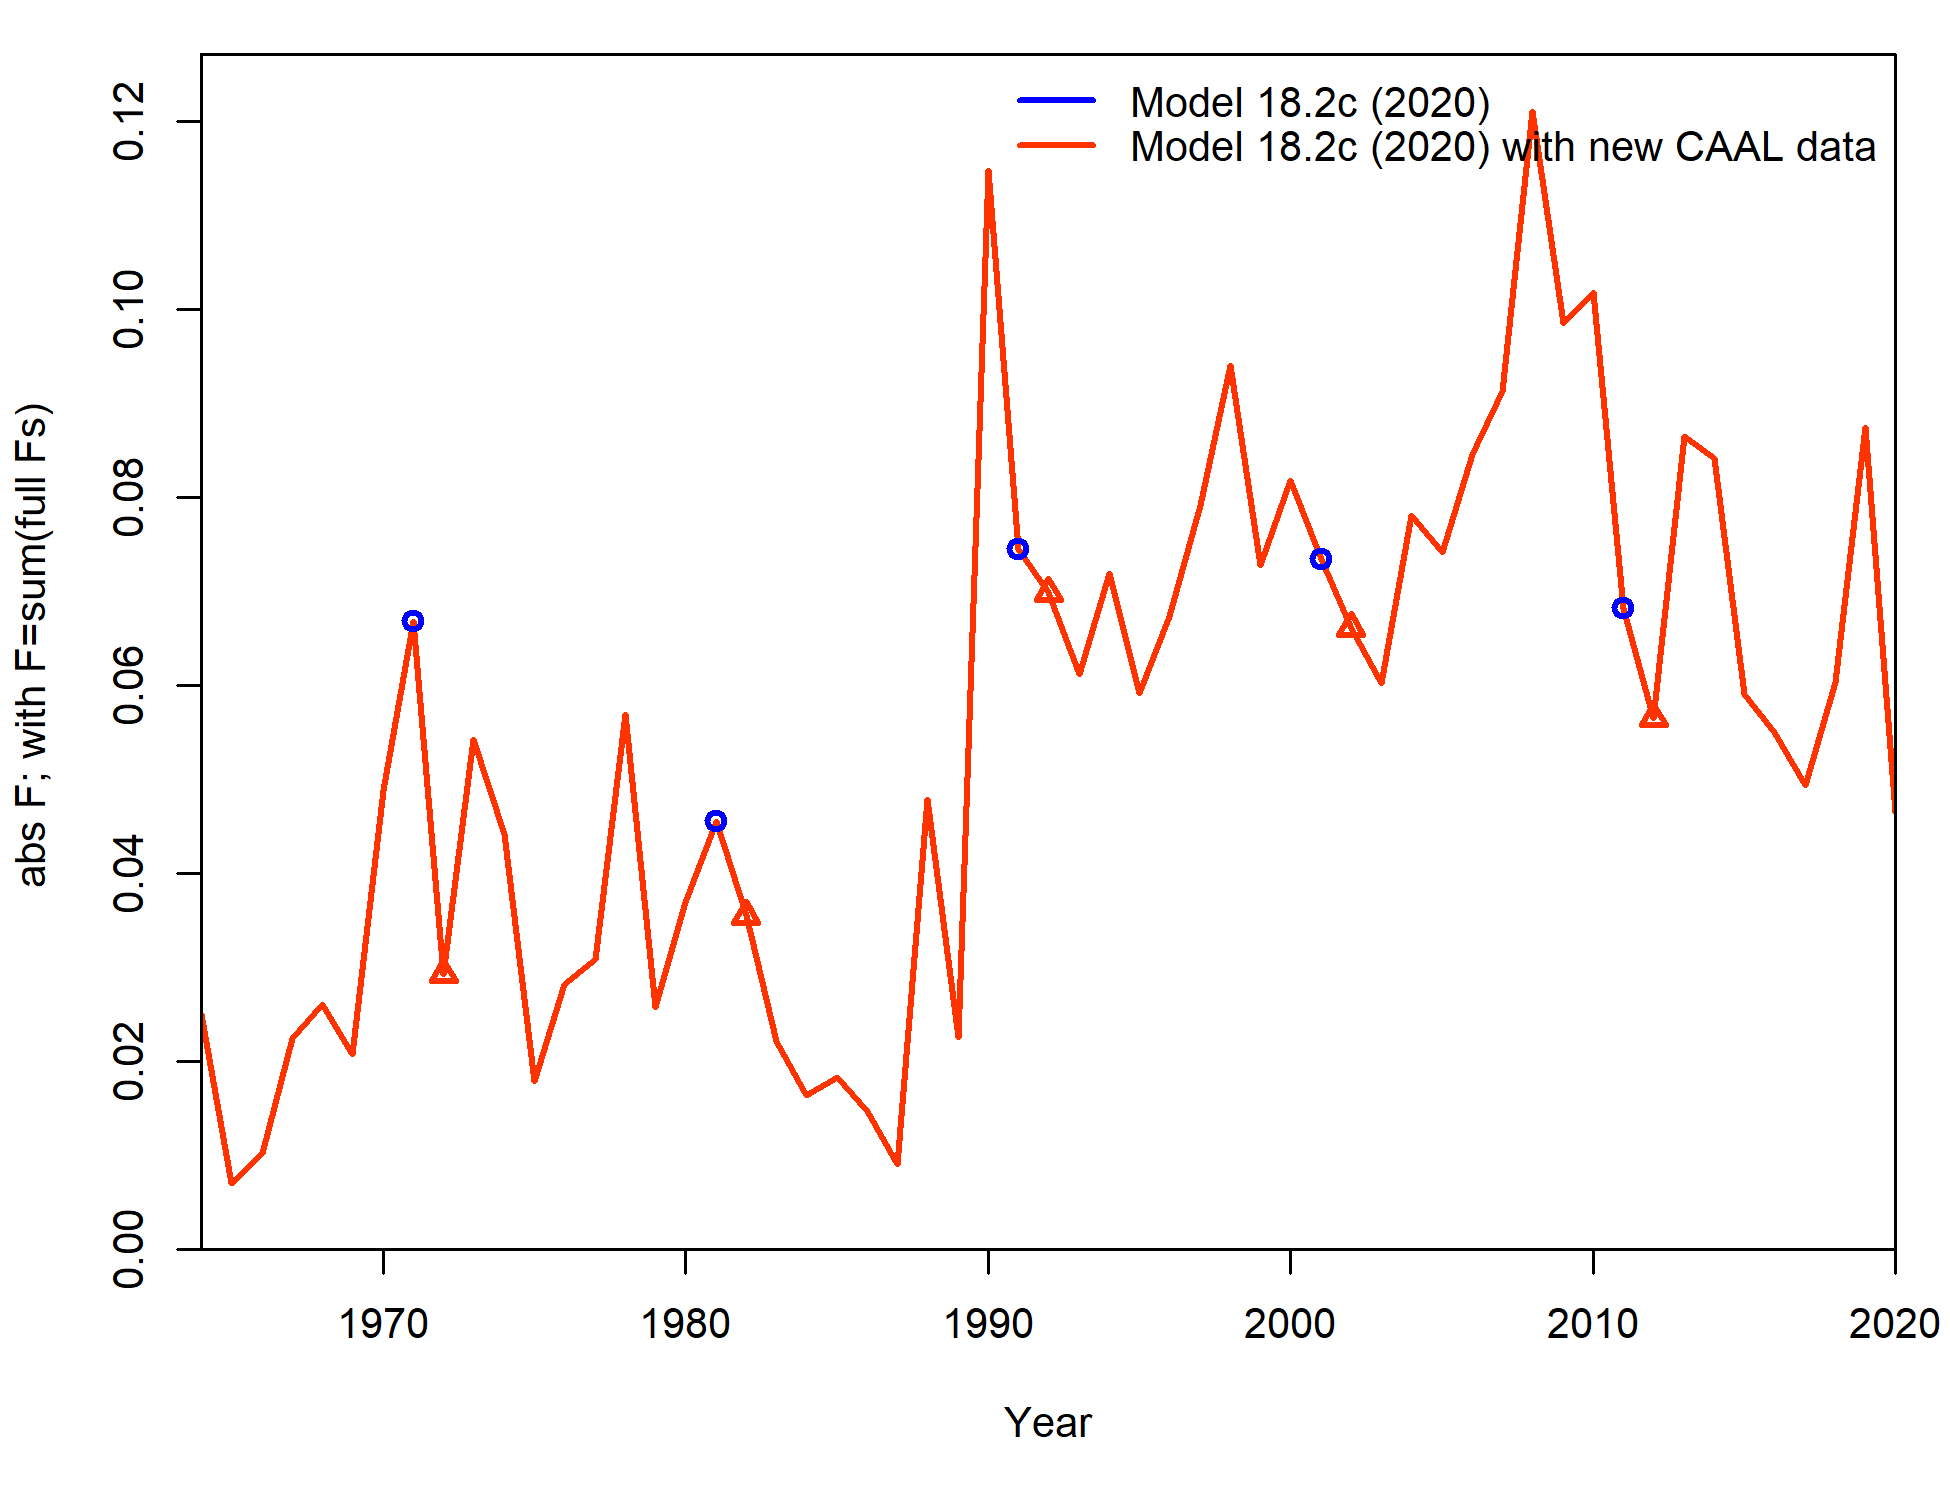 Model 18.2c (2020)
Model 18.2c (2020) with new CAAL data
abs F; with F=sum(full Fs)
0.12
0.10
0.08
0.06
0.04
0.02
0.00
1970 1980 1990 2000 2010 2020
Year